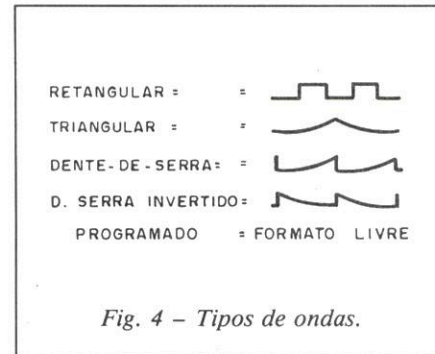 RETANGULAR = =
TRIANGULAR = =
DENTE-DE-SERRA= =
D. SERRA INVERTIDO=
PROGRAMADO = FORMATO LIVRE
Fig. 4 – Tipos de ondas.